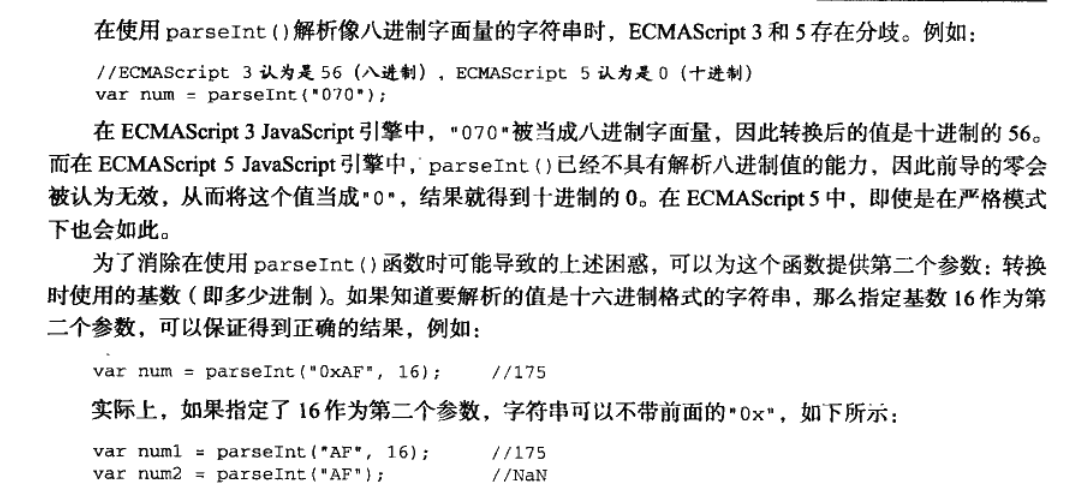 在使用 parseInt()解析像八进制字面量的字符串时，ECMAScript 3 和 5 存在分歧。例如：
//ECMAScript 3 认为是 56（八进制），ECMAScript 5 认为是 0（十进制）
var num = parseInt("070");
在 ECMAScript 3 JavaScript 引擎中，"070"被当成八进制字面量，因此转换后的值是十进制的 56。
而在 ECMAScript 5 JavaScript 引擎中，parseInt()已经不具有解析八进制值的能力，因此前导的零会
被认为无效，从而将这个值当成"0"，结果就得到十进制的 0。在 ECMAScript 5 中，即使是在严格模式
下也会如此。
为了消除在使用 parseInt()函数时可能导致的上述困惑，可以为这个函数提供第二个参数：转换
时使用的基数（即多少进制）。如果知道要解析的值是十六进制格式的字符串，那么指定基数 16 作为第
二个参数，可以保证得到正确的结果，例如：
var num = parseInt("0xAF", 16); //175
实际上，如果指定了 16 作为第二个参数，字符串可以不带前面的"0x"，如下所示：
var num1 = parseInt("AF", 16); //175
var num2 = parseInt("AF"); //NaN